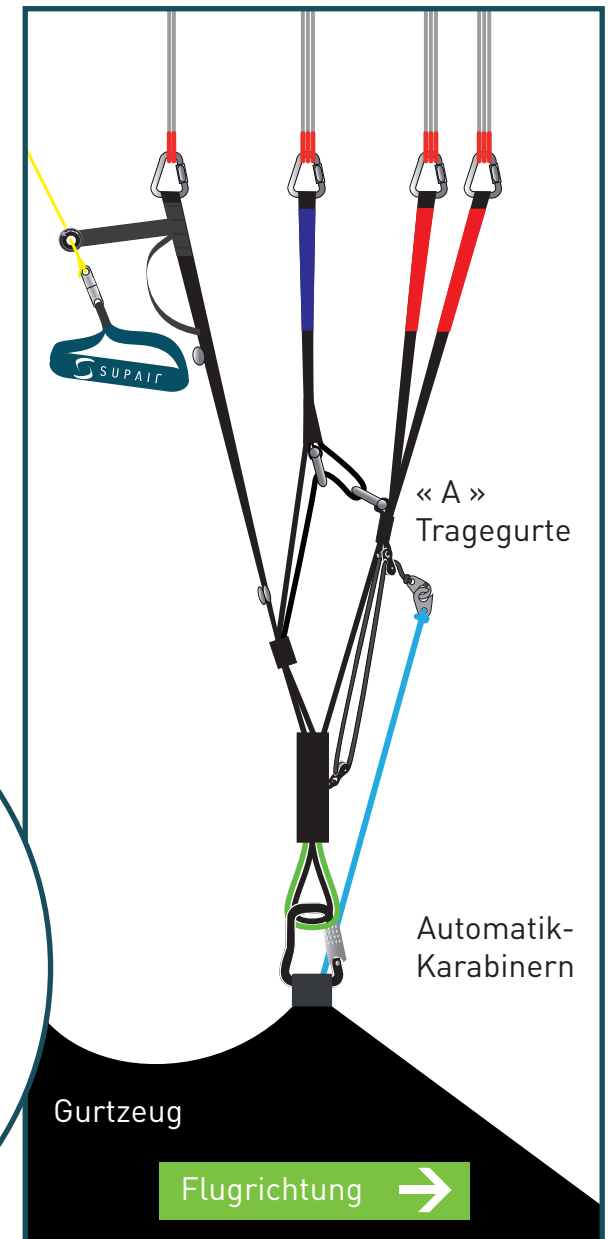 SUPAIR
« A »
Tragegurte
Automatik-
Karabinern
Gurtzeug
Flugrichtung